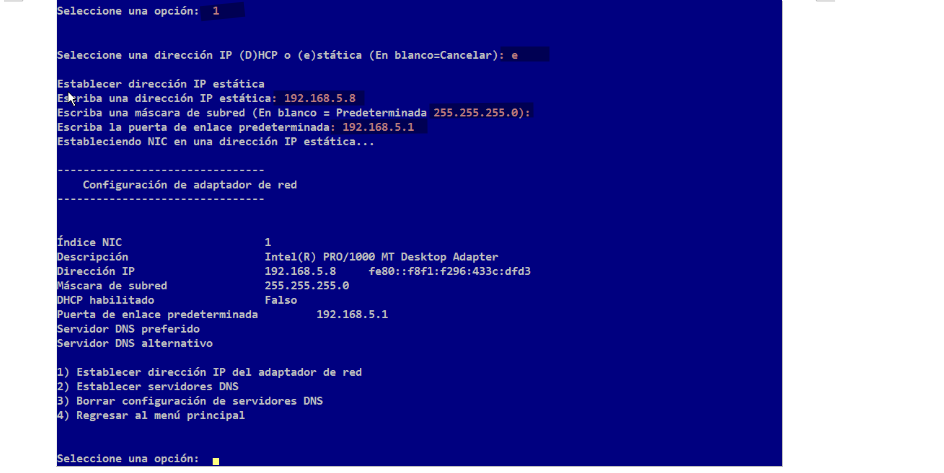 Seleccione una opción: 1
Seleccione una dirección IP (D)HCP o (e)stática (En blanco=Cancelar): e
Establecer dirección IP estática
Escriba una dirección IP estática: 192.168.5.8
Escriba una máscara de subred (En blanco = Predeterminada 255.255.255.0):
Escriba la puerta de enlace predeterminada: 192.168.5.1
Estableciendo NIC en una dirección IP estática...
--------------------------------
Configuración de adaptador de red
--------------------------------
Índice NIC 1
Descripción Intel(R) PRO/1000 MT Desktop Adapter
Dirección IP 192.168.5.8 fe80::f8f1:f296:433c:dfd3
Máscara de subred 255.255.255.0
DHCP habilitado Falso
Puerta de enlace predeterminada 192.168.5.1
Servidor DNS preferido
Servidor DNS alternativo
1) Establecer dirección IP del adaptador de red
2) Establecer servidores DNS
3) Borrar configuración de servidores DNS
4) Regresar al menú principal
Seleccione una opción: